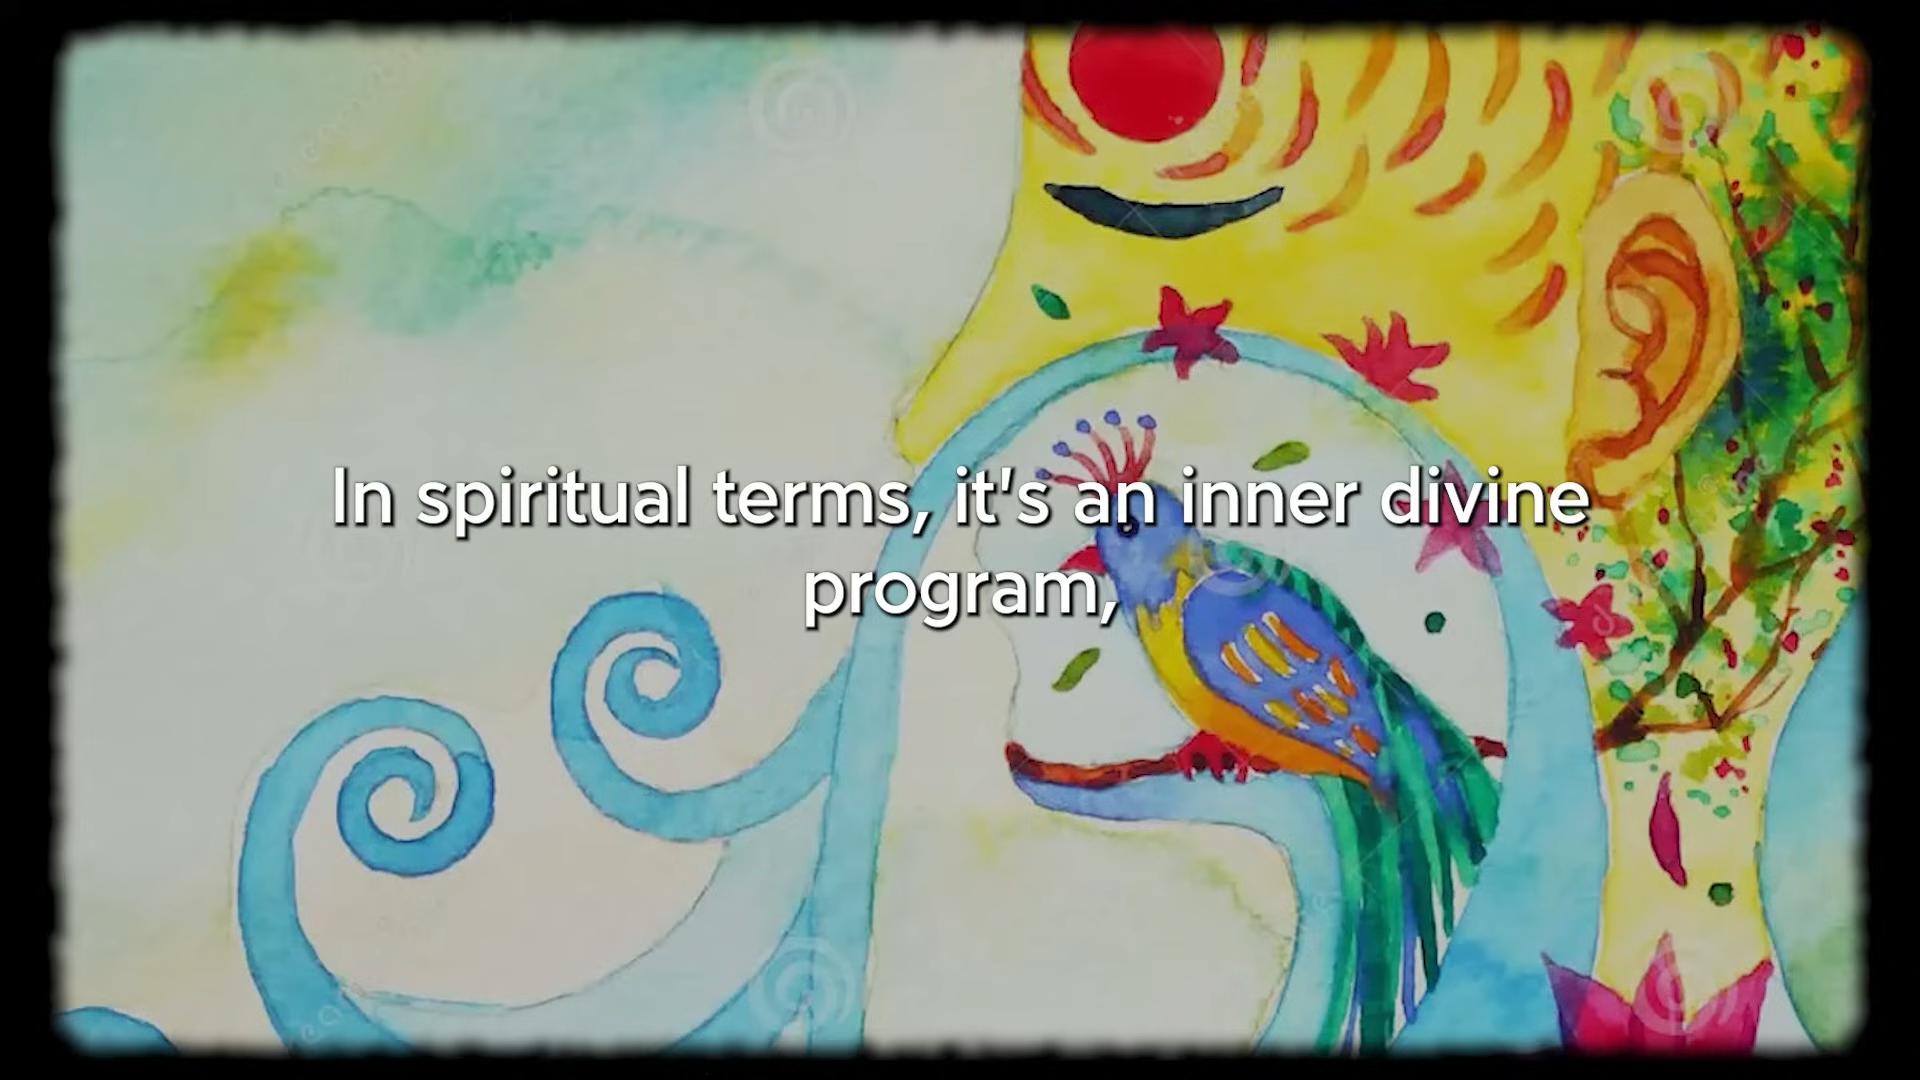 In spiritual terms, it's an inner divine
program,